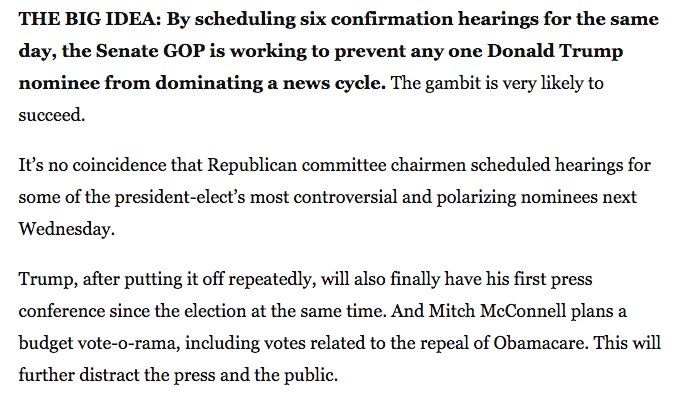 THE BIG IDEA: By scheduling six confirmation hearings for the same
day, the Senate GOP is working to prevent any one Donald Trump
nominee from dominating a news cycle. The gambit is very likely to
succeed.
It’s no coincidence that Republican committee chairmen scheduled hearings for
some of the president-elect’s most controversial and polarizing nominees next
Wednesday.
Trump, after putting it off repeatedly, will also finally have his first press
conference since the election at the same time. And Mitch McConnell plans a
budget vote-o-rama, including votes related to the repeal of Obamacare. This will
further distract the press and the public.